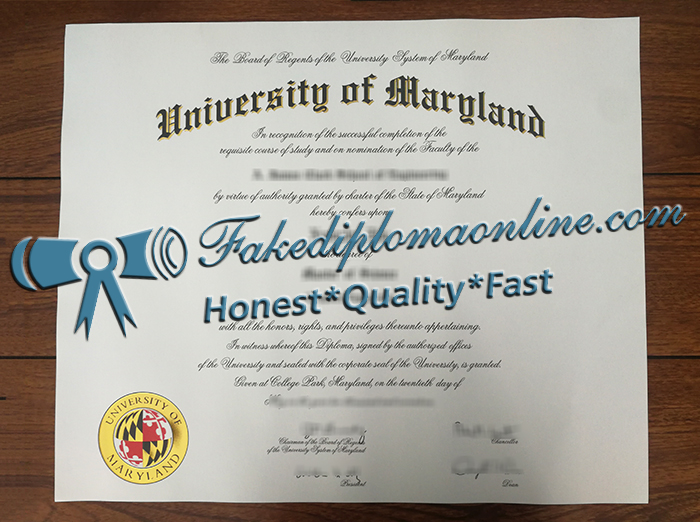 The Board of Regents of the University System of Maryland
University of Maryland
In recognition of the successful completion of the
requisite course of study and on nomination of the Faculty of the
by virtue of authority granted by charter of the State of Maryland
hereby confers upon
Fakediplomaonline.com
degree of
Honest*Quality*Fast
with all the honors, rights, and privileges thereunto appertaining.
In witness whereof this Diploma, signed by the authorized offices
of the University and sealed with the corporate seal of the University, is granted.
Given at College Park, Maryland, on the twentieth day of
UNIVERSITY OF
MARYLAND
Chairman of the Board of Regents
of the University System of Maryland
Chancellor
President
Dean